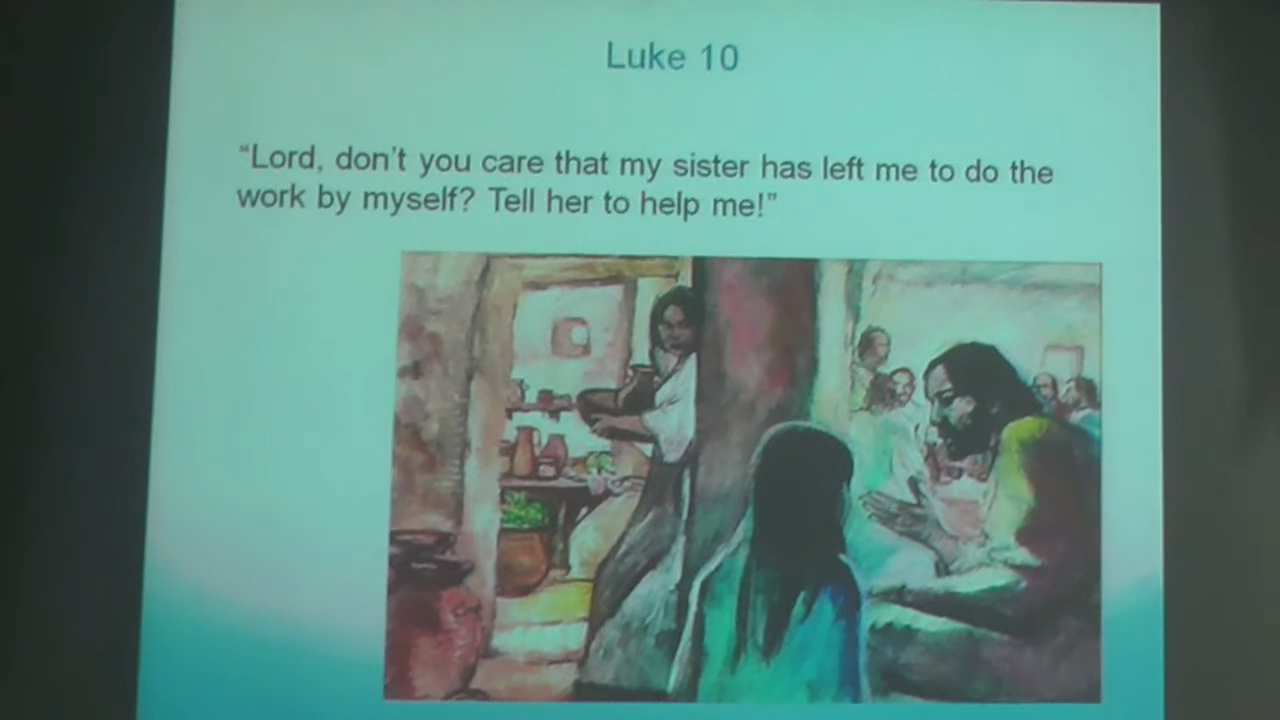 Luke 10
“Lord, don’t you care that my sister has left me to do the
work by myself? Tell her to help me!”